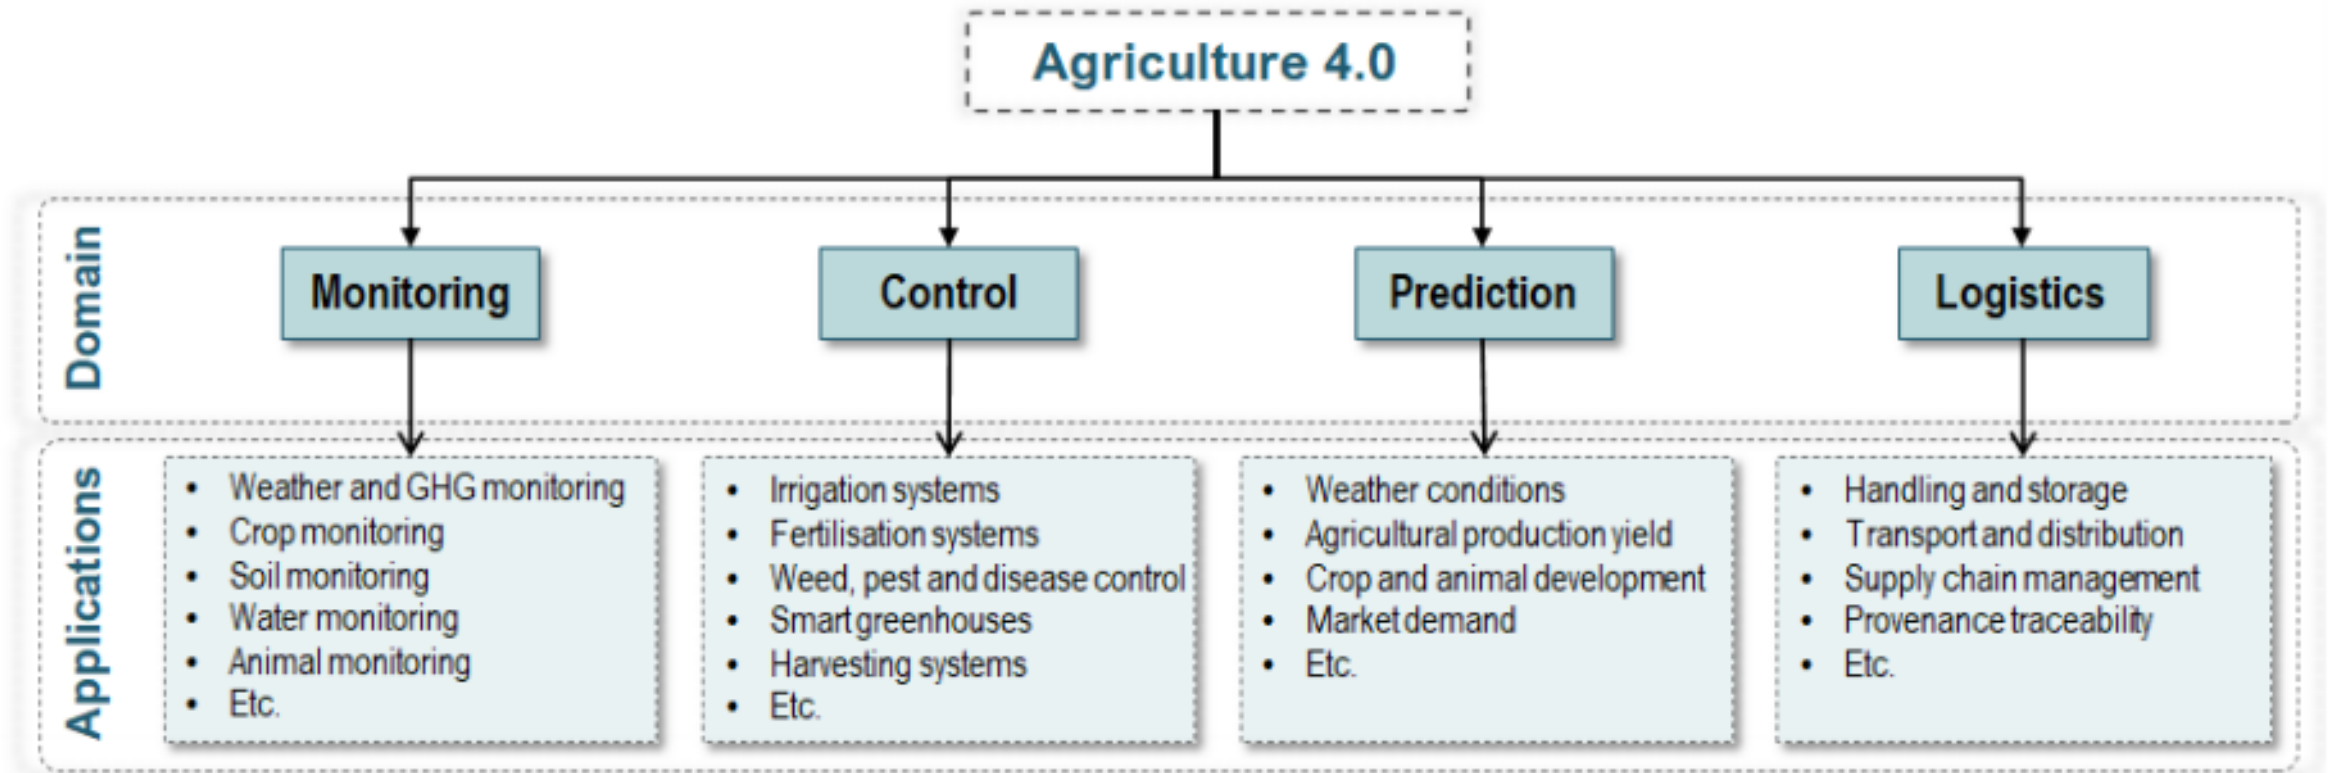 Agriculture 4.0
Domain
Monitoring
Control
Prediction
Logistics
Applications
• Weather and GHG monitoring
• Crop monitoring
• Soil monitoring
• Water monitoring
• Animal monitoring
• Etc.
• Irrigation systems
• Fertilisation systems
• Weed, pest and disease control
• Smart greenhouses
• Harvesting systems
• Etc.
• Weather conditions
• Agricultural production yield
• Crop and animal development
• Market demand
• Etc.
• Handling and storage
• Transport and distribution
• Supply chain management
• Provenance traceability
• Etc.